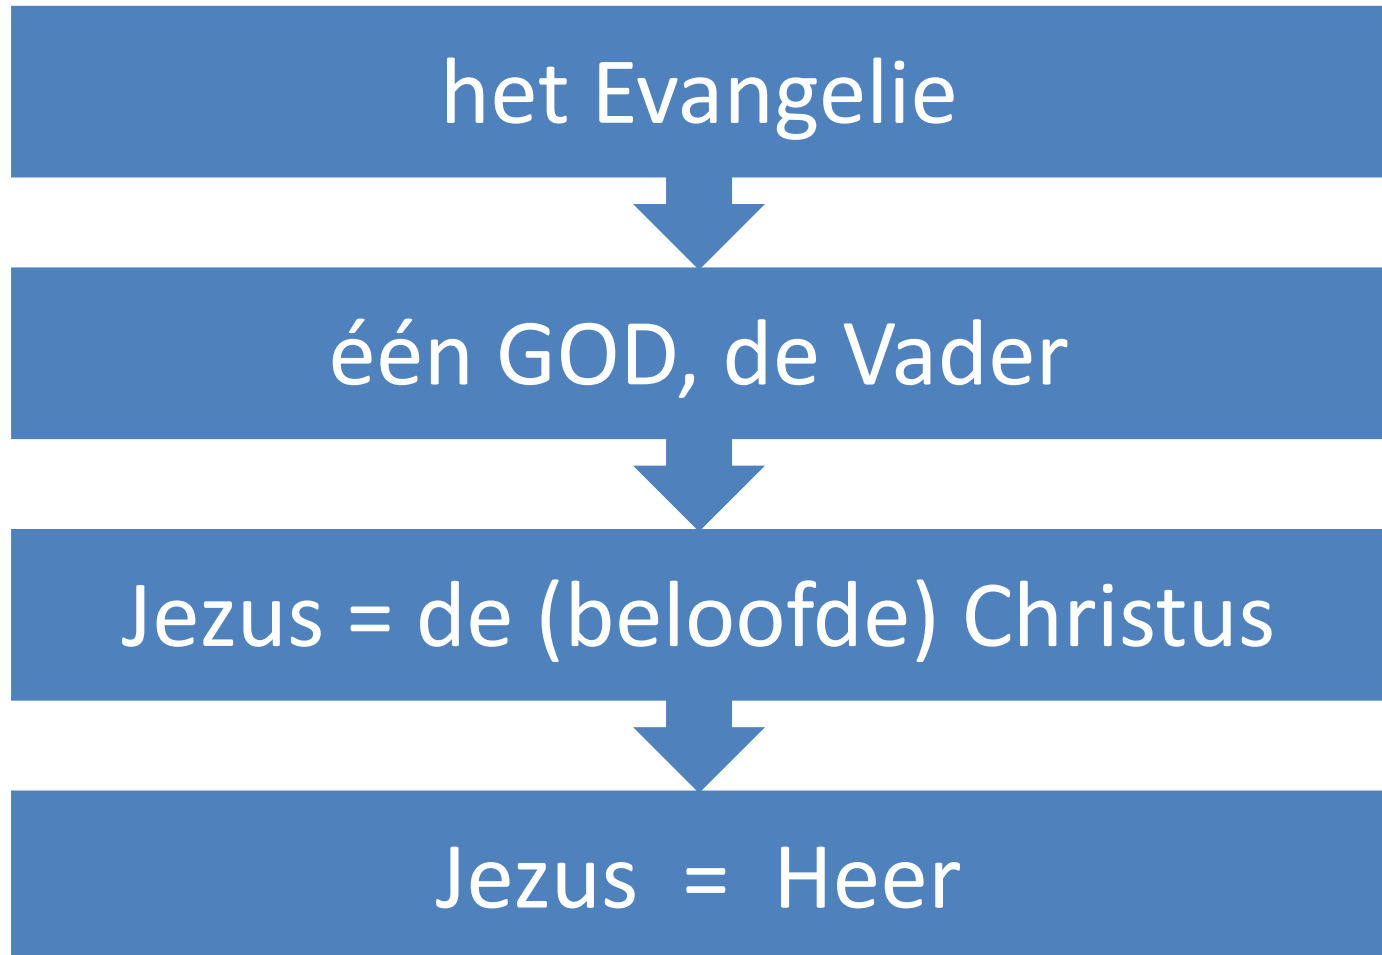 het Evangelie
één GOD, de Vader
Jezus = de (beloofde) Christus
Jezus = Heer